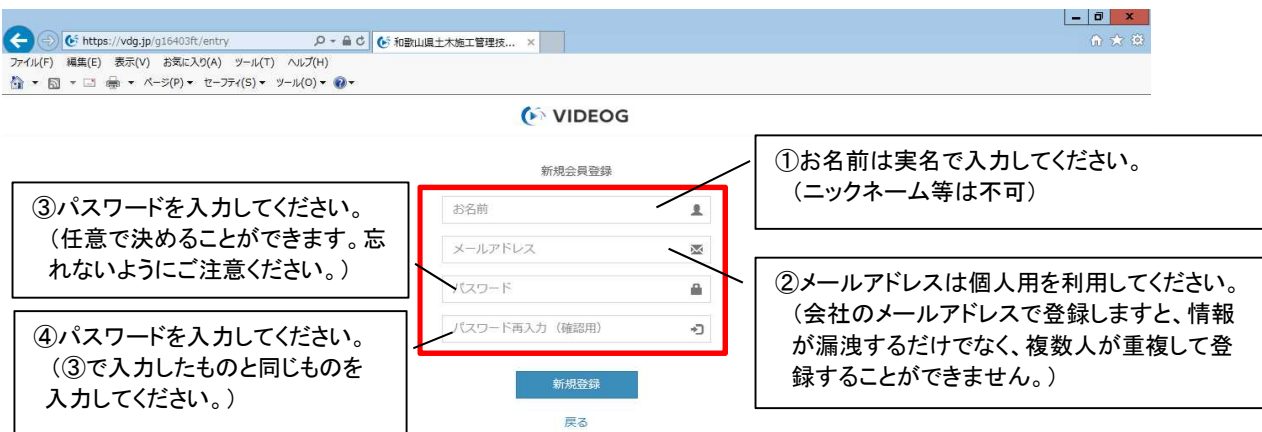 https://vdg.jp/g16403ft/entry
和歌山県土木施工管理技...
ファイル(F) 編集(E) 表示(V) お気に入り(A) ツール(T) ヘルプ(H)
ページ(P) セーフティ(S) ツール(O)
VIDEOG
新規会員登録
お名前
メールアドレス
パスワード
パスワード再入力（確認用）
新規登録
戻る
①お名前は実名で入力してください。
（ニックネーム等は不可）
②メールアドレスは個人用を利用してください。
（会社のメールアドレスで登録しますと、情報
が漏洩するだけでなく、複数人が重複して登
録することができません。）
③パスワードを入力してください。
（任意で決めることができます。忘
れないようにご注意ください。）
④パスワードを入力してください。
（③で入力したものと同じものを
入力してください。）